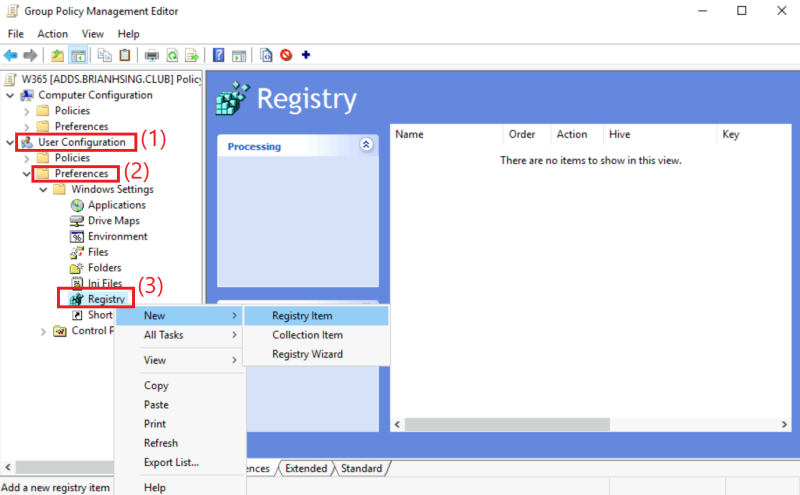 Group Policy Management Editor
File Action View Help
W365 [ADDS.BRIANHSING.CLUB] Policy
Computer Configuration
Policies
Preferences
User Configuration (1)
Policies
Preferences (2)
Windows Settings
Applications
Drive Maps
Environment
Files
Folders
Ini Files
Registry (3)
Short
Control P
New
All Tasks
View
Copy
Paste
Print
Refresh
Export List...
Help
Registry Item
Collection Item
Registry Wizard
Registry
Processing
Name Order Action Hive Key
There are no items to show in this view.
ences Extended Standard
Add a new registry item